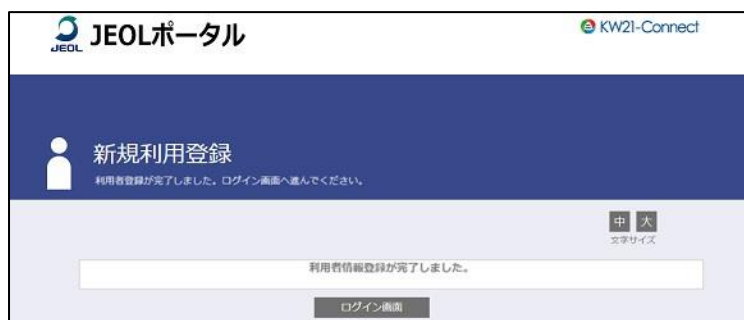 JEOL JEOLポータル
KW21-Connect
新規利用登録
利用者登録が完了しました。ログイン画面へ進んでください。
中 大
文字サイズ
利用者情報登録が完了しました。
ログイン画面